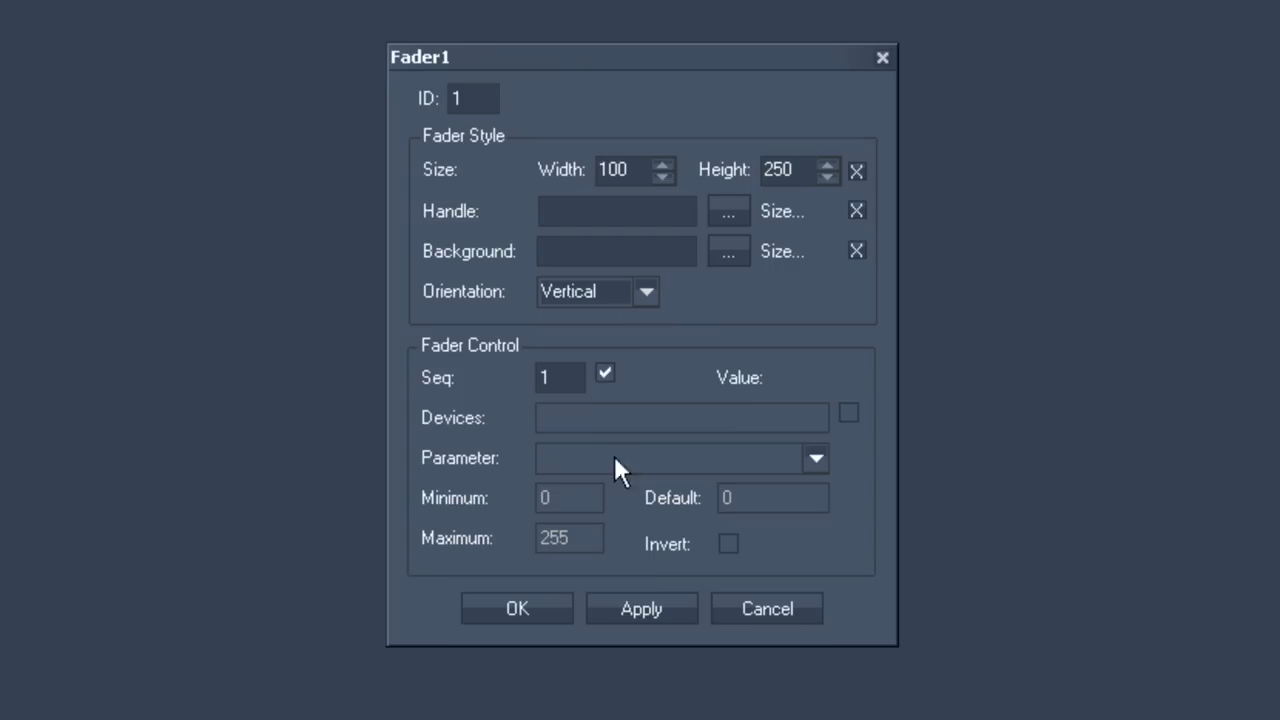 Fader1
ID: 1
Fader Style
Size: Width: 100 Height: 250
Handle: ... Size...
Background: ... Size...
Orientation: Vertical
Fader Control
Seq: 1 Value:
Devices:
Parameter:
Minimum: 0 Default: 0
Maximum: 255 Invert:
OK Apply Cancel